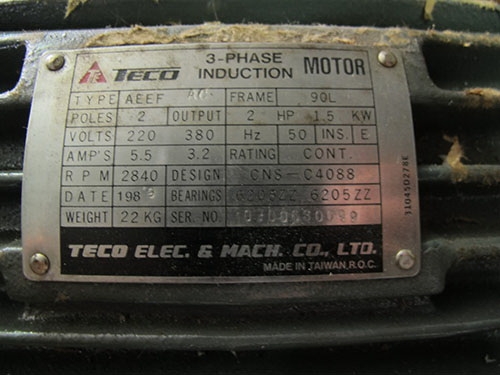 TECO 3-PHASE INDUCTION MOTOR
TYPE AEEF FRAME 90L
POLES 2 OUTPUT 2 HP 1.5 KW
VOLTS 220 380 Hz 50 INS. E
AMP'S 5.5 3.2 RATING CONT.
RPM 2840 DESIGN CNS-C4088
DATE BEARINGS 6205ZZ
WEIGHT 22 KG SER. NO.
TECO ELEC. & MACH. CO., LTD.
MADE IN TAIWAN, R.O.C.